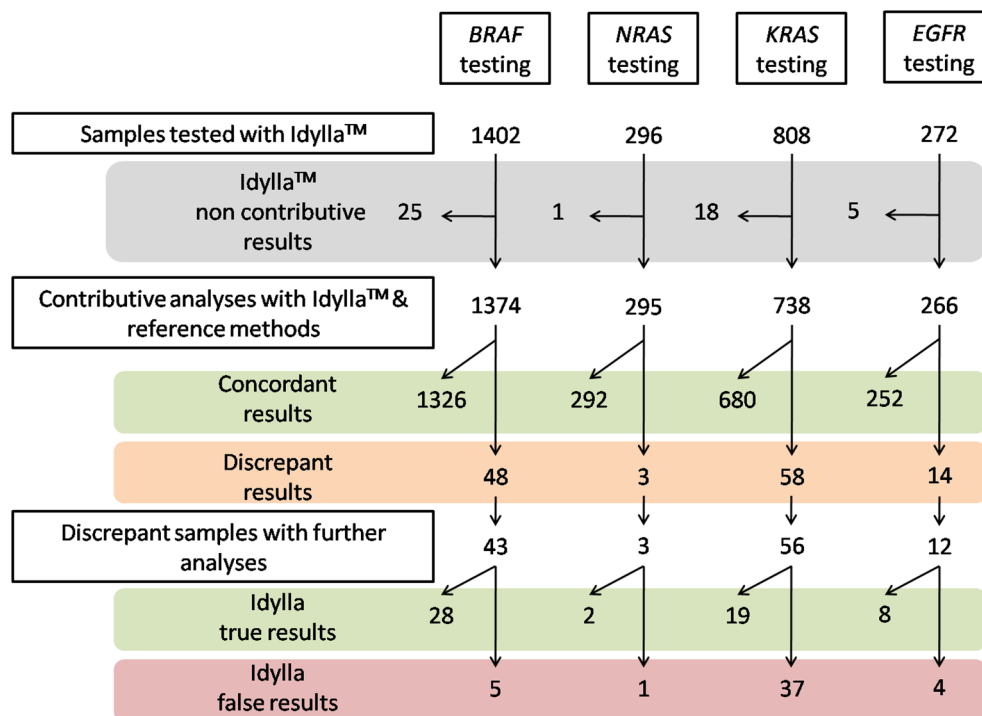 BRAF testing NRAS testing KRAS testing EGFR testing
Samples tested with Idylla™ 1402 296 808 272
Idylla™
non contributive 25 1 18 5
results
Contributive analyses with Idylla™ & 1374 295 738 266
reference methods
Concordant
results 1326 292 680 252
Discrepant
results 48 3 58 14
Discrepant samples with further
analyses 43 3 56 12
Idylla
true results 28 2 19 8
Idylla
false results 5 1 37 4